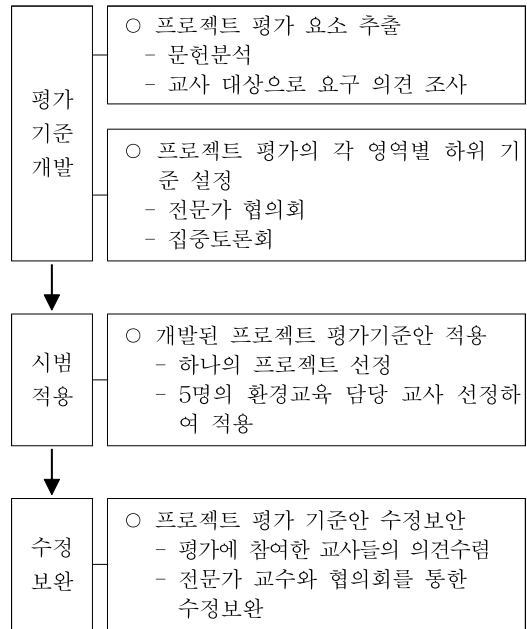 평가
기준
개발
○ 프로젝트 평가 요소 추출
- 문헌분석
- 교사 대상으로 요구 의견 조사
○ 프로젝트 평가의 각 영역별 하위 기
준 설정
- 전문가 협의회
- 집중토론회
시범
적용
○ 개발된 프로젝트 평가기준안 적용
- 하나의 프로젝트 선정
- 5명의 환경교육 담당 교사 선정하
여 적용
수정
보완
○ 프로젝트 평가 기준안 수정보안
- 평가에 참여한 교사들의 의견수렴
- 전문가 교수와 협의회를 통한
수정보완